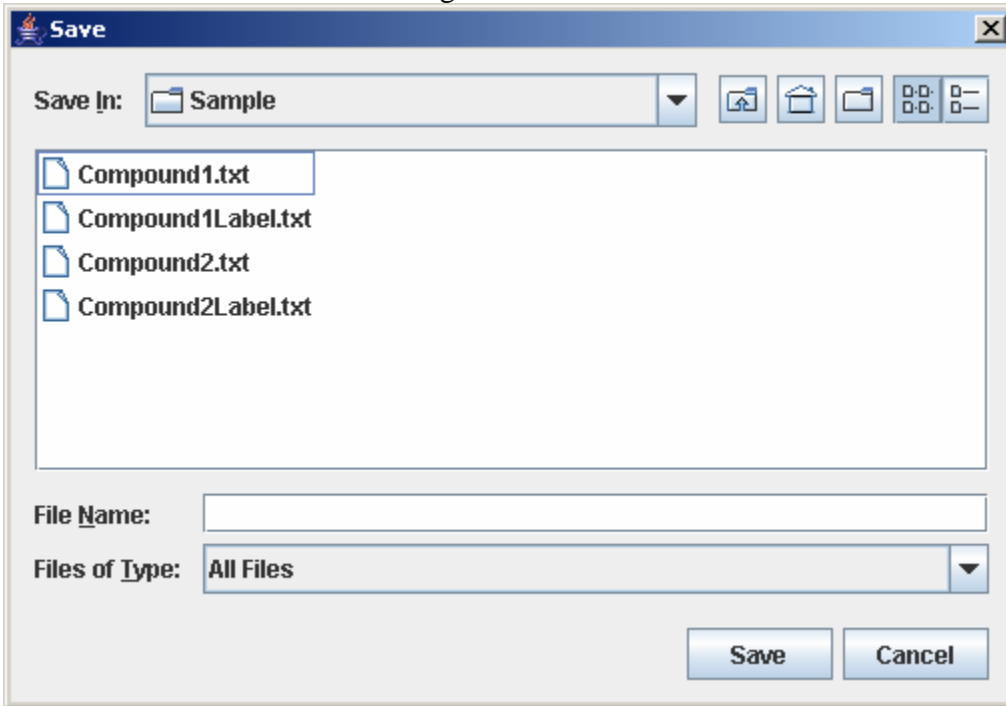 Save
Save In: Sample
Compound1.txt
Compound1Label.txt
Compound2.txt
Compound2Label.txt
File Name:
Files of Type: All Files
Save Cancel